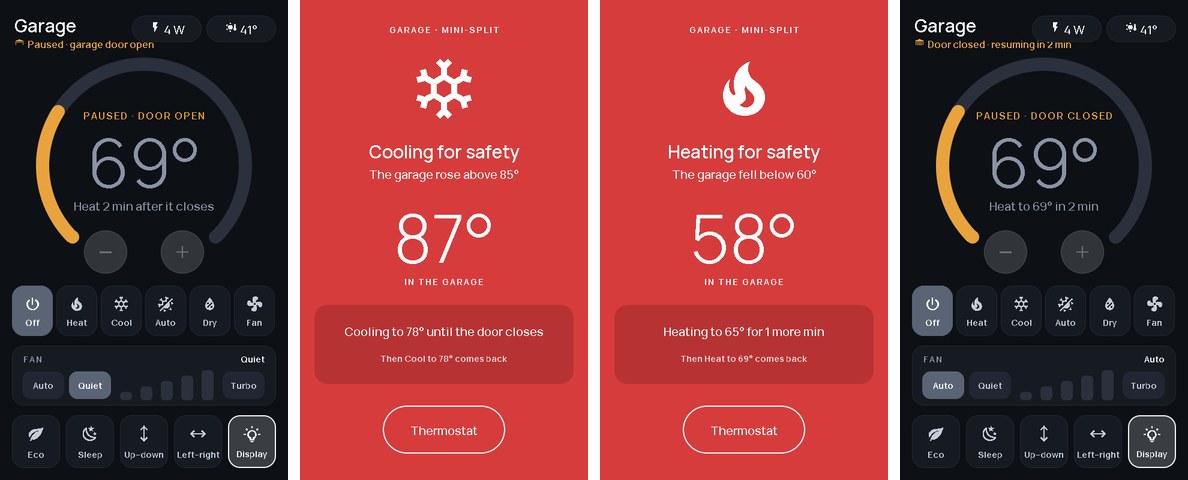 Garage
4 W
41°
Paused · garage door open
PAUSED · DOOR OPEN
69°
Heat 2 min after it closes
Off
Heat
Cool
Auto
Dry
Fan
FAN
Quiet
Auto
Quiet
Turbo
Eco
Sleep
Up-down
Left-right
Display
GARAGE · MINI-SPLIT
Cooling for safety
The garage rose above 85°
87°
IN THE GARAGE
Cooling to 78° until the door closes
Then Cool to 78° comes back
Thermostat
GARAGE · MINI-SPLIT
Heating for safety
The garage fell below 60°
58°
IN THE GARAGE
Heating to 65° for 1 more min
Then Heat to 69° comes back
Thermostat
Garage
4 W
41°
Door closed · resuming in 2 min
PAUSED · DOOR CLOSED
69°
Heat to 69° in 2 min
Off
Heat
Cool
Auto
Dry
Fan
FAN
Auto
Auto
Quiet
Turbo
Eco
Sleep
Up-down
Left-right
Display